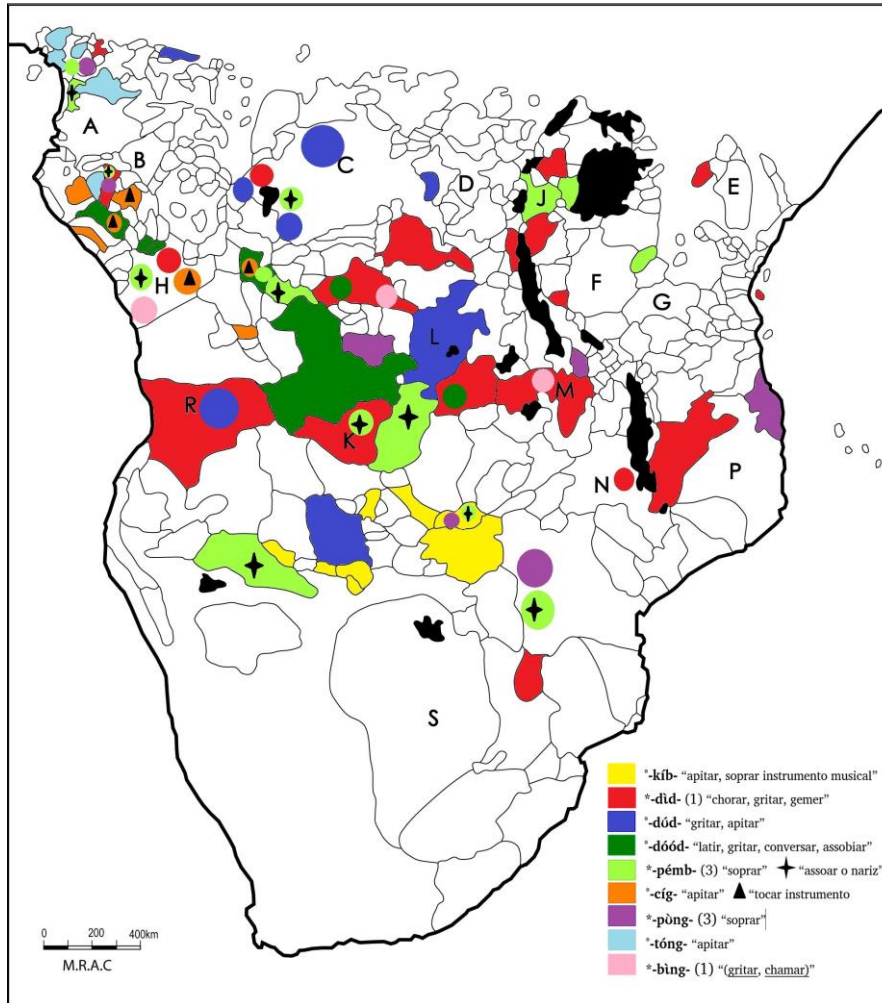 A
B
C
D
E
J
F
G
H
L
M
R
K
N
P
S
°-kíb- “apitar, soprar instrumento musical”
*-dìd- (1) “chorar, gritar, gemer”
°-dód- “gritar, apitar”
°-dóód- “latir, gritar, conversar, assobiar”
*-pémb- (3) “soprar” “assoar o nariz”
°-cíg- “apitar” “tocar instrumento
*-pòng- (3) “soprar”
°-tóng- “apitar”
*-bìng- (1) “(gritar, chamar)”
0 200 400km
M.R.A.C